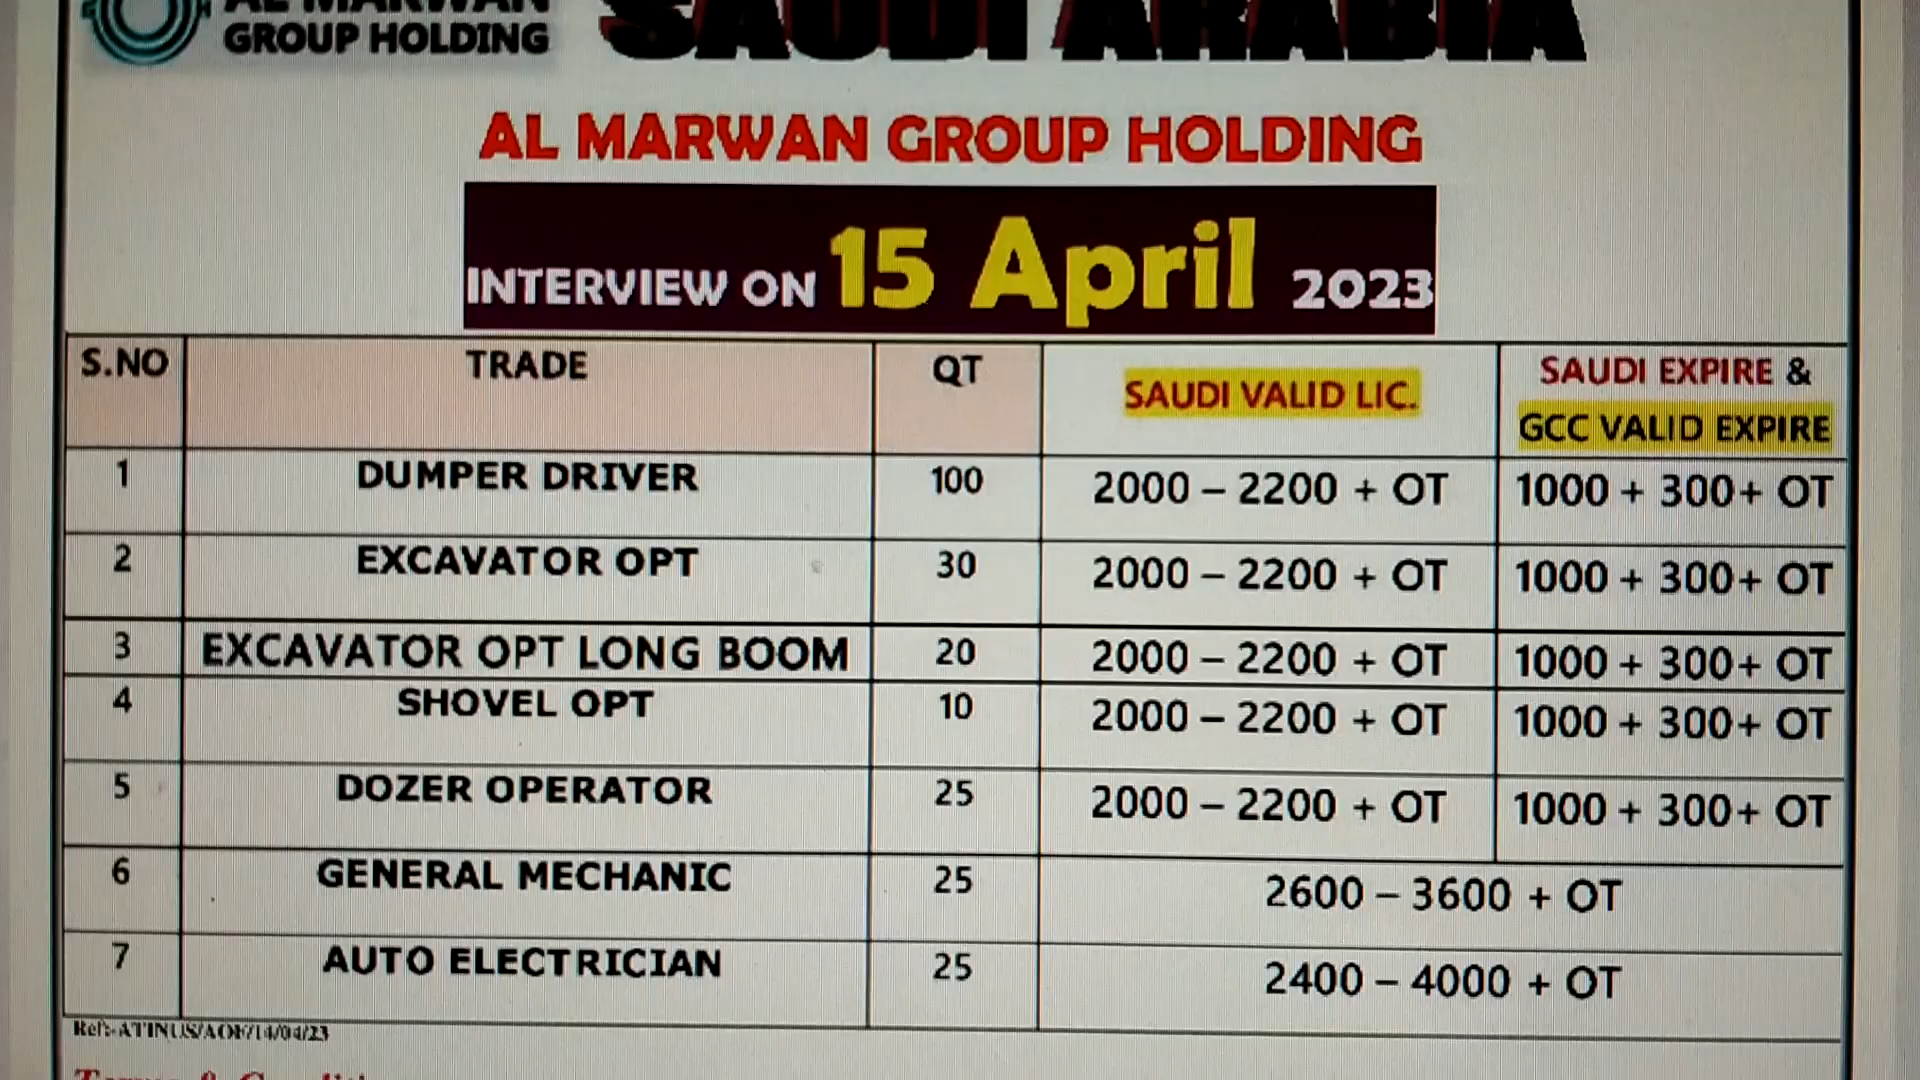 AL MARWAN
GROUP HOLDING
SAUDI ARABIA
AL MARWAN GROUP HOLDING
INTERVIEW ON 15 April 2023
S.NO TRADE QT SAUDI VALID LIC. SAUDI EXPIRE & GCC VALID EXPIRE
1 DUMPER DRIVER 100 2000 – 2200 + OT 1000 + 300+ OT
2 EXCAVATOR OPT 30 2000 – 2200 + OT 1000 + 300+ OT
3 EXCAVATOR OPT LONG BOOM 20 2000 – 2200 + OT 1000 + 300+ OT
4 SHOVEL OPT 10 2000 – 2200 + OT 1000 + 300+ OT
5 DOZER OPERATOR 25 2000 – 2200 + OT 1000 + 300+ OT
6 GENERAL MECHANIC 25 2600 – 3600 + OT
7 AUTO ELECTRICIAN 25 2400 – 4000 + OT